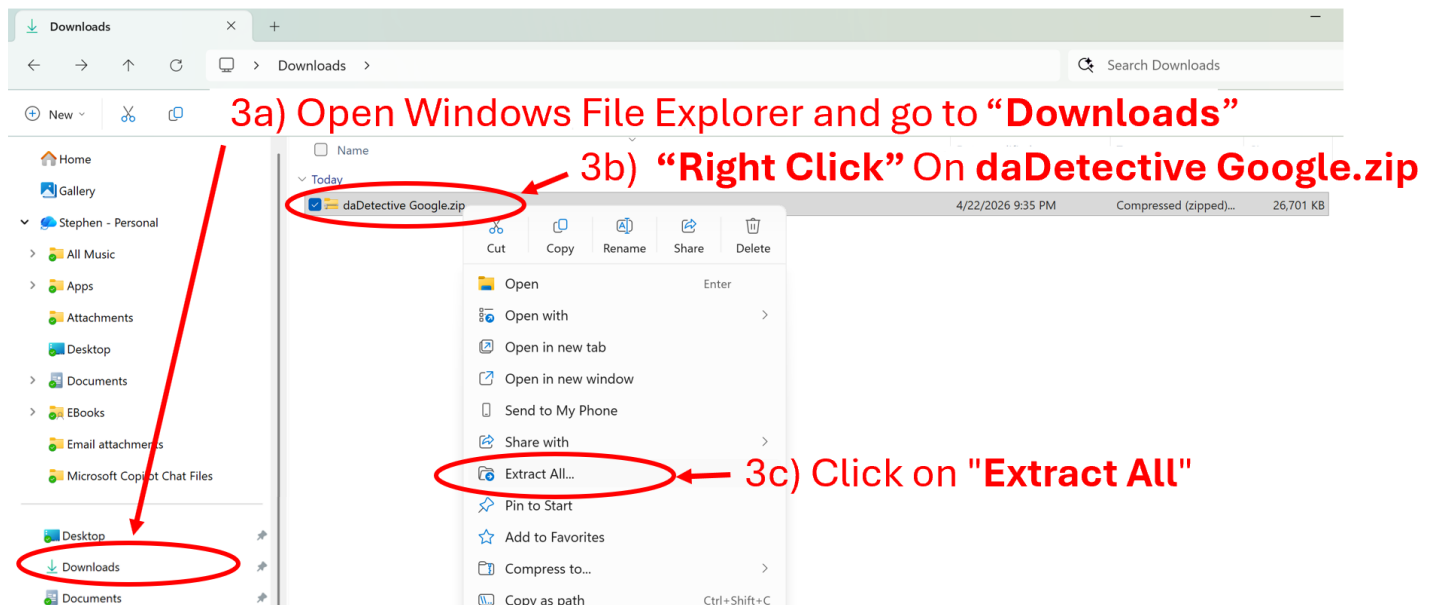 Downloads
Downloads
Search Downloads
New
3a) Open Windows File Explorer and go to “Downloads”
Home
Gallery
Stephen - Personal
All Music
Apps
Attachments
Desktop
Documents
EBooks
Email attachments
Microsoft Copilot Chat Files
Desktop
Downloads
Documents
Name
3b) “Right Click” On daDetective Google.zip
Today
daDetective Google.zip 4/22/2026 9:35 PM Compressed (zipped)... 26,701 KB
Cut Copy Rename Share Delete
Open Enter
Open with
Open in new tab
Open in new window
Send to My Phone
Share with
Extract All...
3c) Click on "Extract All"
Pin to Start
Add to Favorites
Compress to...
Copy as path Ctrl+Shift+C